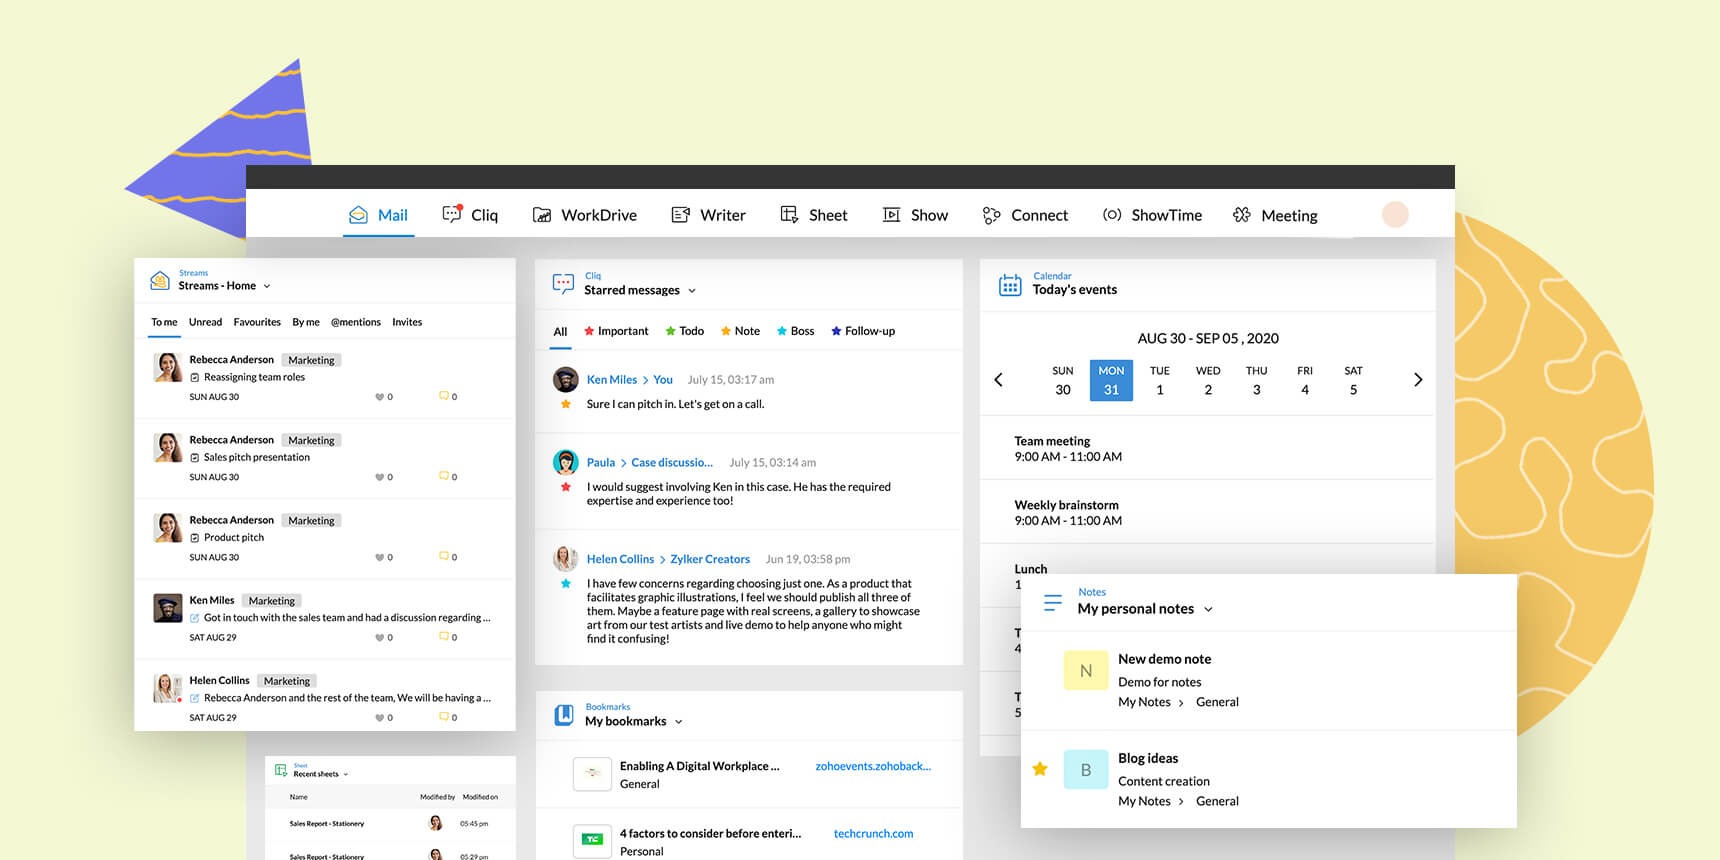 Mail
Cliq
WorkDrive
Writer
Sheet
Show
Connect
ShowTime
Meeting
Streams
Streams - Home
To me
Unread
Favourites
By me
@mentions
Invites
Rebecca Anderson Marketing
Reassigning team roles
SUN AUG 30 0 0
Rebecca Anderson Marketing
Sales pitch presentation
SUN AUG 30 0 0
Rebecca Anderson Marketing
Product pitch
SUN AUG 30 0 0
Ken Miles Marketing
Got in touch with the sales team and had a discussion regarding ...
SAT AUG 29 0 0
Helen Collins Marketing
Rebecca Anderson and the rest of the team, We will be having a ...
SAT AUG 29 0 0
Sheet
Recent sheets
Name Modified by Modified on
Sales Report - Stationery 05:45 pm
Sales Report - Stationery 05:29 pm
Cliq
Starred messages
All
Important
Todo
Note
Boss
Follow-up
Ken Miles > You July 15, 03:17 am
Sure I can pitch in. Let's get on a call.
Paula > Case discussio... July 15, 03:14 am
I would suggest involving Ken in this case. He has the required
expertise and experience too!
Helen Collins > Zylker Creators Jun 19, 03:58 pm
I have few concerns regarding choosing just one. As a product that
facilitates graphic illustrations, I feel we should publish all three of
them. Maybe a feature page with real screens, a gallery to showcase
art from our test artists and live demo to help anyone who might
find it confusing!
Bookmarks
My bookmarks
Enabling A Digital Workplace ... zohoevents.zohoback...
General
TC
4 factors to consider before enteri... techcrunch.com
Personal
Calendar
Today's events
AUG 30 - SEP 05 , 2020
SUN MON TUE WED THU FRI SAT
30 31 1 2 3 4 5
Team meeting
9:00 AM - 11:00 AM
Weekly brainstorm
9:00 AM - 11:00 AM
Lunch
1
T
4
T
5
Notes
My personal notes
N
New demo note
Demo for notes
My Notes > General
B
Blog ideas
Content creation
My Notes > General